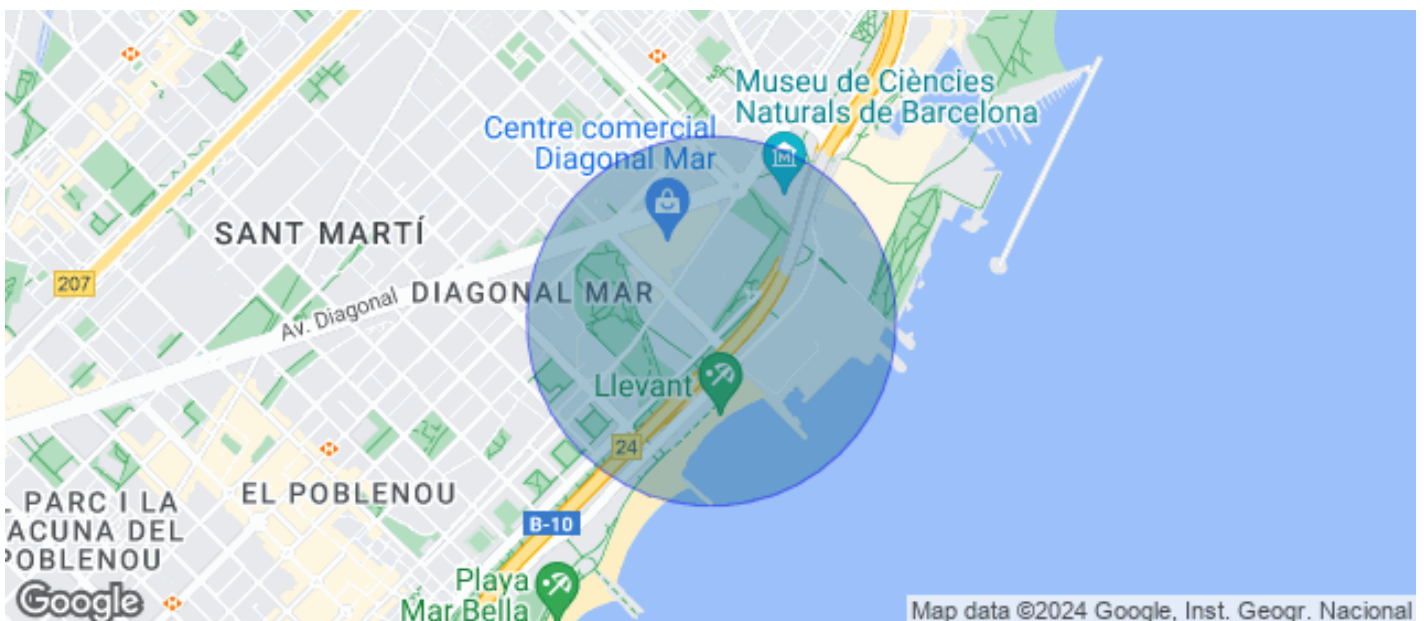 Museu de Ciències
Naturals de Barcelona
Centre comercial
Diagonal Mar
SANT MARTÍ
207
DIAGONAL MAR
Av. Diagonal
Llevant
24
EL POBLENOU
PARC I LA
ACUNA DEL
POBLENOU
B-10
Playa
Mar Bella
Google
Map data ©2024 Google, Inst. Geogr. Nacional